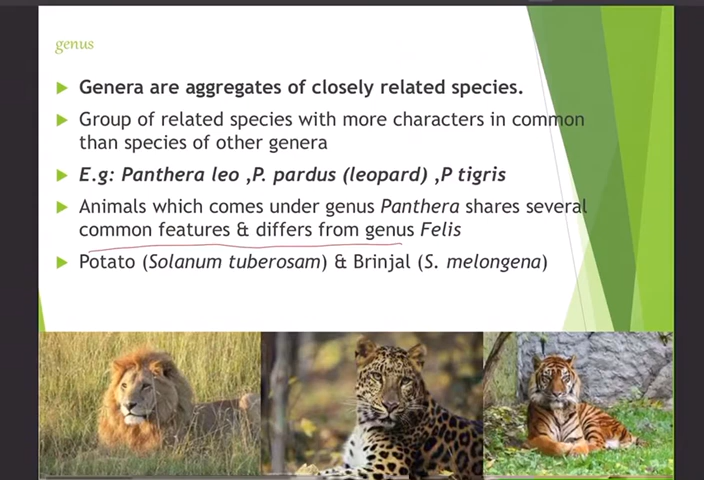 genus
Genera are aggregates of closely related species.
Group of related species with more characters in common
than species of other genera
E.g: Panthera leo ,P. pardus (leopard) ,P tigris
Animals which comes under genus Panthera shares several
common features & differs from genus Felis
Potato (Solanum tuberosam) & Brinjal (S. melongena)